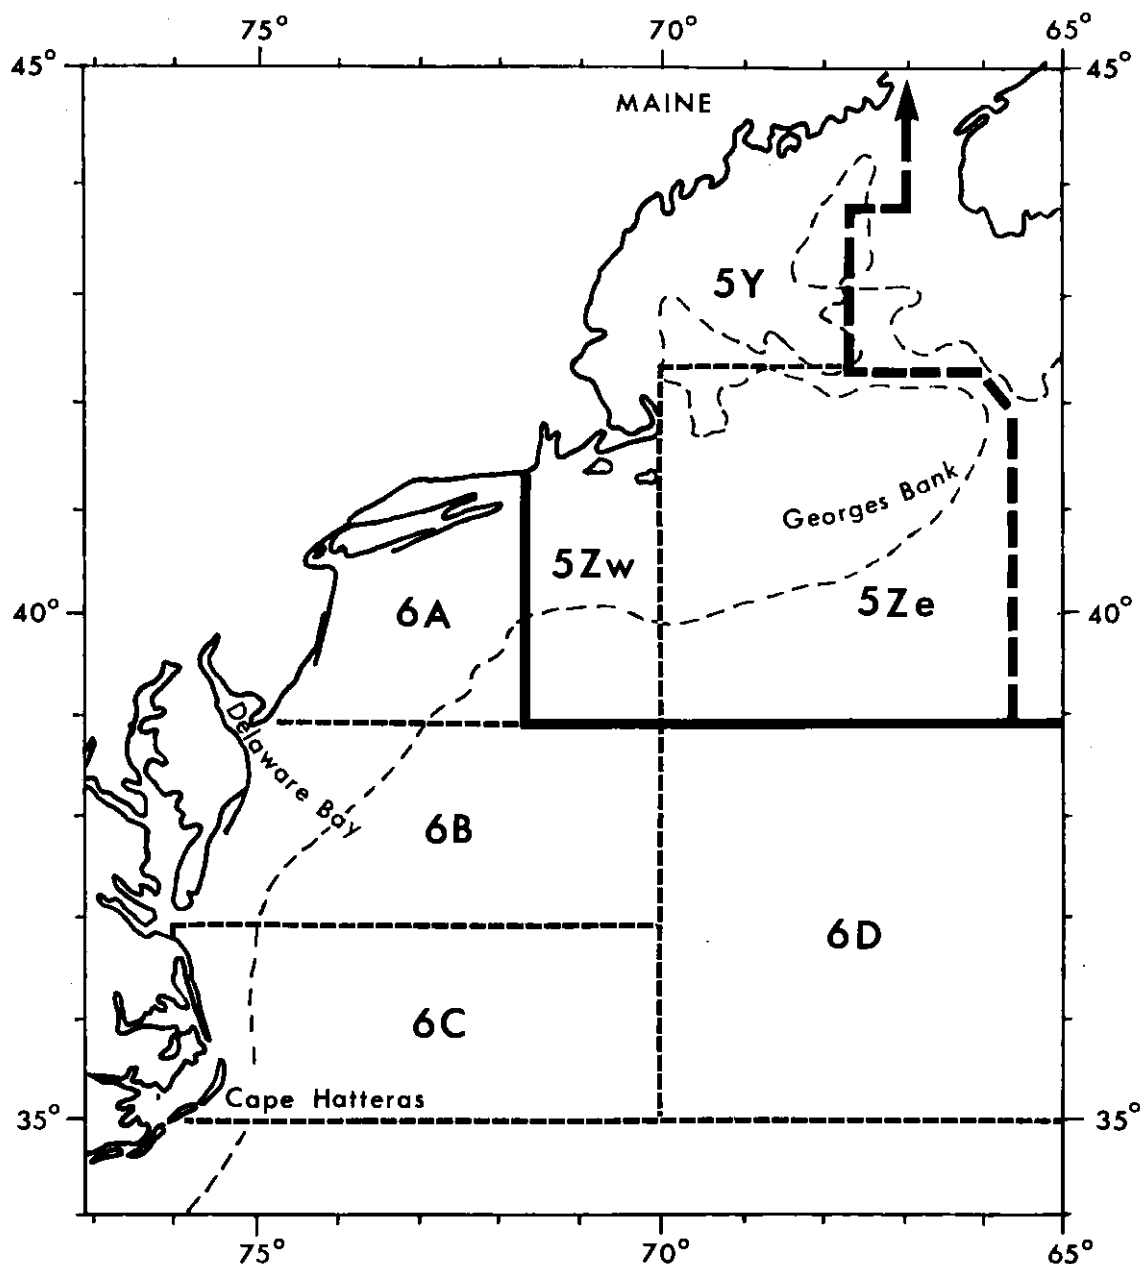 75° 70° 65°
45° 45°
MAINE
5Y
Georges Bank
5Zw
5Ze
40° 6A 40°
Delaware Bay
6B
6D
6C
Cape Hatteras
35° 35°
75° 70° 65°